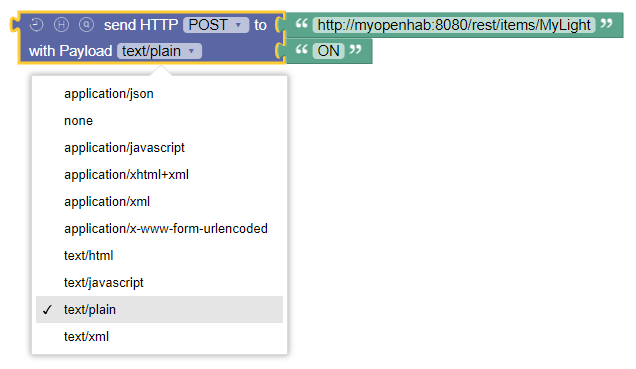 send HTTP POST to “ http://myopenhab:8080/rest/items/MyLight ”
with Payload text/plain “ ON ”
application/json
none
application/javascript
application/xhtml+xml
application/xml
application/x-www-form-urlencoded
text/html
text/javascript
✓ text/plain
text/xml